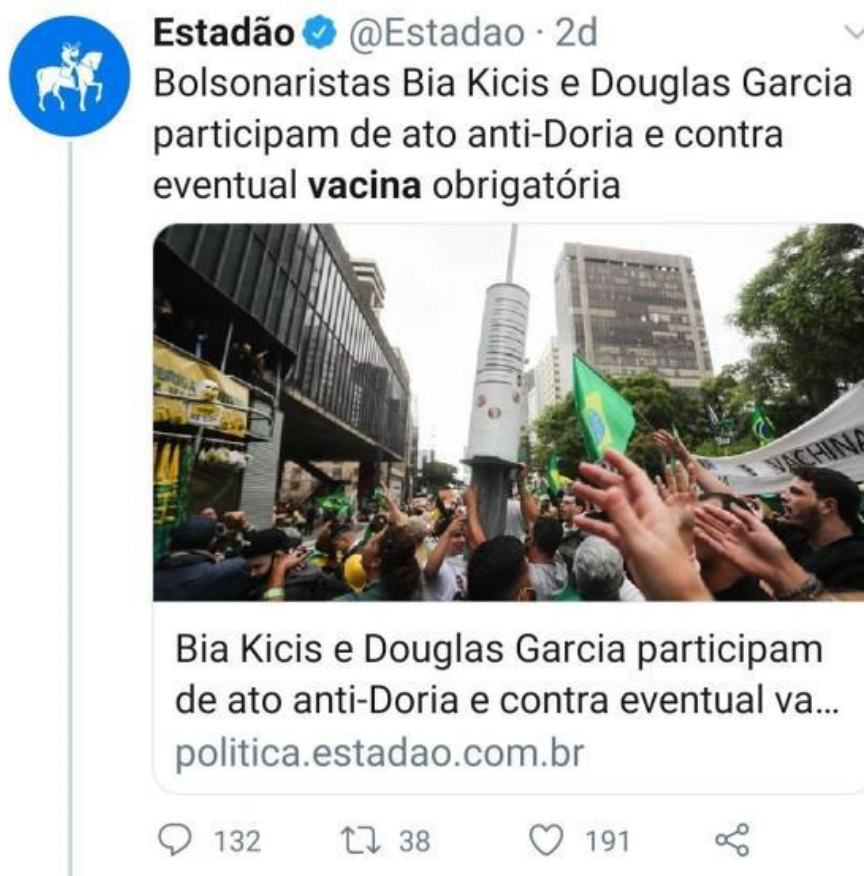 Estadão @Estadao · 2d
Bolsonaristas Bia Kicis e Douglas Garcia
participam de ato anti-Doria e contra
eventual vacina obrigatória
VACHINA
Bia Kicis e Douglas Garcia participam
de ato anti-Doria e contra eventual va...
politica.estadao.com.br
132 38 191